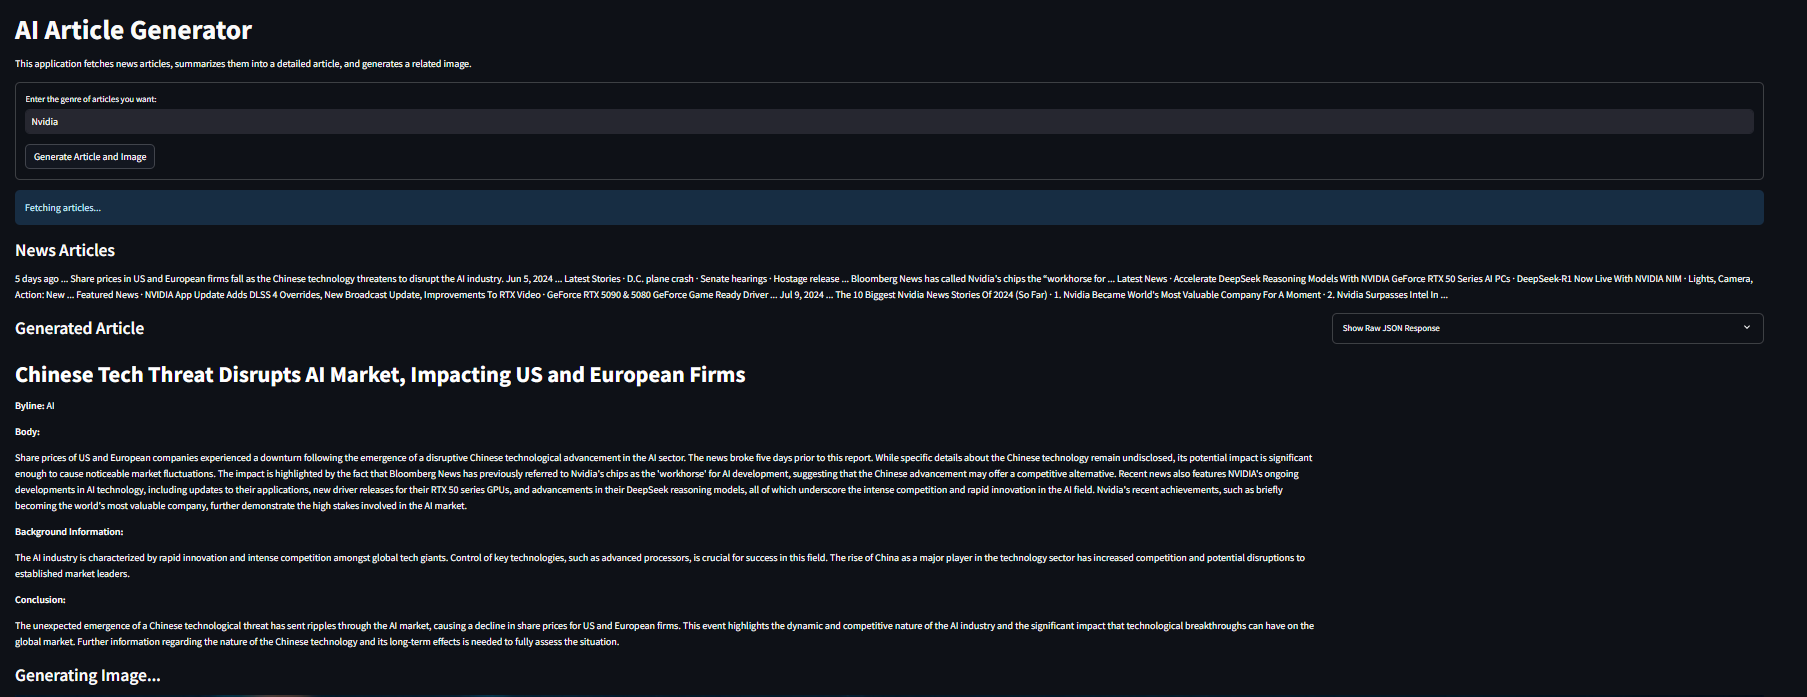 AI Article Generator
This application fetches news articles, summarizes them into a detailed article, and generates a related image.
Enter the genre of articles you want:
Nvidia
Generate Article and Image
Fetching articles...
News Articles
5 days ago ... Share prices in US and European firms fall as the Chinese technology threatens to disrupt the AI industry. Jun 5, 2024 ... Latest Stories · D.C. plane crash · Senate hearings · Hostage release ... Bloomberg News has called Nvidia's chips the “workhorse for ... Latest News · Accelerate DeepSeek Reasoning Models With NVIDIA GeForce RTX 50 Series AI PCs · DeepSeek-R1 Now Live With NVIDIA NIM · Lights, Camera,
Action: New ... Featured News · NVIDIA App Update Adds DLSS 4 Overrides, New Broadcast Update, Improvements To RTX Video · GeForce RTX 5090 & 5080 GeForce Game Ready Driver ... Jul 9, 2024 ... The 10 Biggest Nvidia News Stories Of 2024 (So Far) · 1. Nvidia Became World's Most Valuable Company For A Moment · 2. Nvidia Surpasses Intel In ...
Generated Article
Show Raw JSON Response
Chinese Tech Threat Disrupts AI Market, Impacting US and European Firms
Byline: AI
Body:
Share prices of US and European companies experienced a downturn following the emergence of a disruptive Chinese technological advancement in the AI sector. The news broke five days prior to this report. While specific details about the Chinese technology remain undisclosed, its potential impact is significant
enough to cause noticeable market fluctuations. The impact is highlighted by the fact that Bloomberg News has previously referred to Nvidia's chips as the 'workhorse' for AI development, suggesting that the Chinese advancement may offer a competitive alternative. Recent news also features NVIDIA's ongoing
developments in AI technology, including updates to their applications, new driver releases for their RTX 50 series GPUs, and advancements in their DeepSeek reasoning models, all of which underscore the intense competition and rapid innovation in the AI field. Nvidia's recent achievements, such as briefly
becoming the world's most valuable company, further demonstrate the high stakes involved in the AI market.
Background Information:
The AI industry is characterized by rapid innovation and intense competition amongst global tech giants. Control of key technologies, such as advanced processors, is crucial for success in this field. The rise of China as a major player in the technology sector has increased competition and potential disruptions to
established market leaders.
Conclusion:
The unexpected emergence of a Chinese technological threat has sent ripples through the AI market, causing a decline in share prices for US and European firms. This event highlights the dynamic and competitive nature of the AI industry and the significant impact that technological breakthroughs can have on the
global market. Further information regarding the nature of the Chinese technology and its long-term effects is needed to fully assess the situation.
Generating Image...